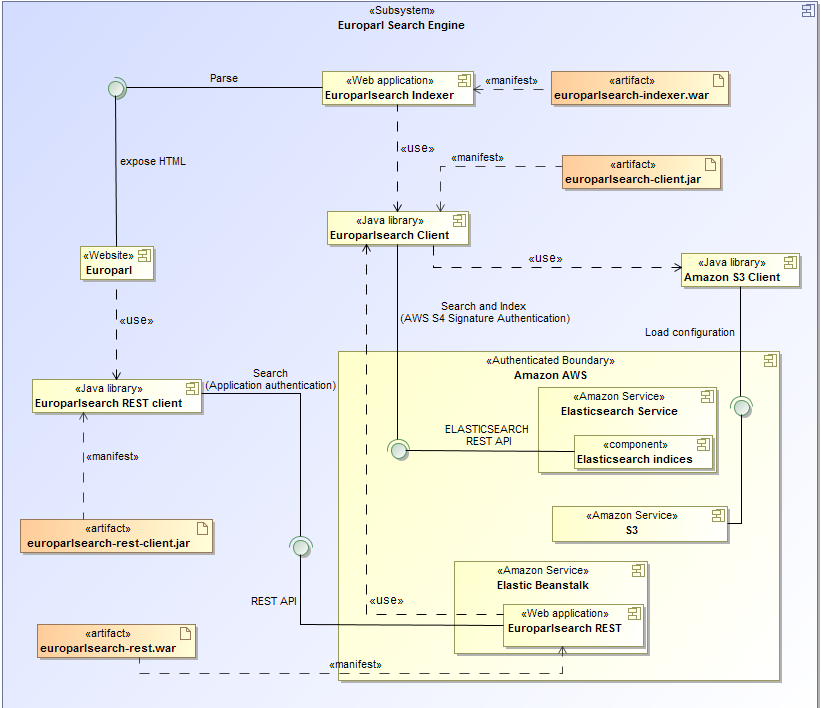 «Subsystem»
Europarl Search Engine
Parse
«Web application»
Europarlsearch Indexer
«manifest»
«artifact»
europarlsearch-indexer.war
expose HTML
«use»
«manifest»
«artifact»
europarlsearch-client.jar
«Java library»
Europarlsearch Client
«Website»
Europarl
«use»
«Java library»
Amazon S3 Client
«use»
Search and Index
(AWS S4 Signature Authentication)
Load configuration
«Authenticated Boundary»
Amazon AWS
Search
(Application authentication)
«Java library»
Europarlsearch REST client
«Amazon Service»
Elasticsearch Service
ELASTICSEARCH
REST API
«component»
Elasticsearch indices
«manifest»
«Amazon Service»
S3
«artifact»
europarlsearch-rest-client.jar
«Amazon Service»
Elastic Beanstalk
REST API
«use»
«Web application»
Europarlsearch REST
«artifact»
europarlsearch-rest.war
«manifest»